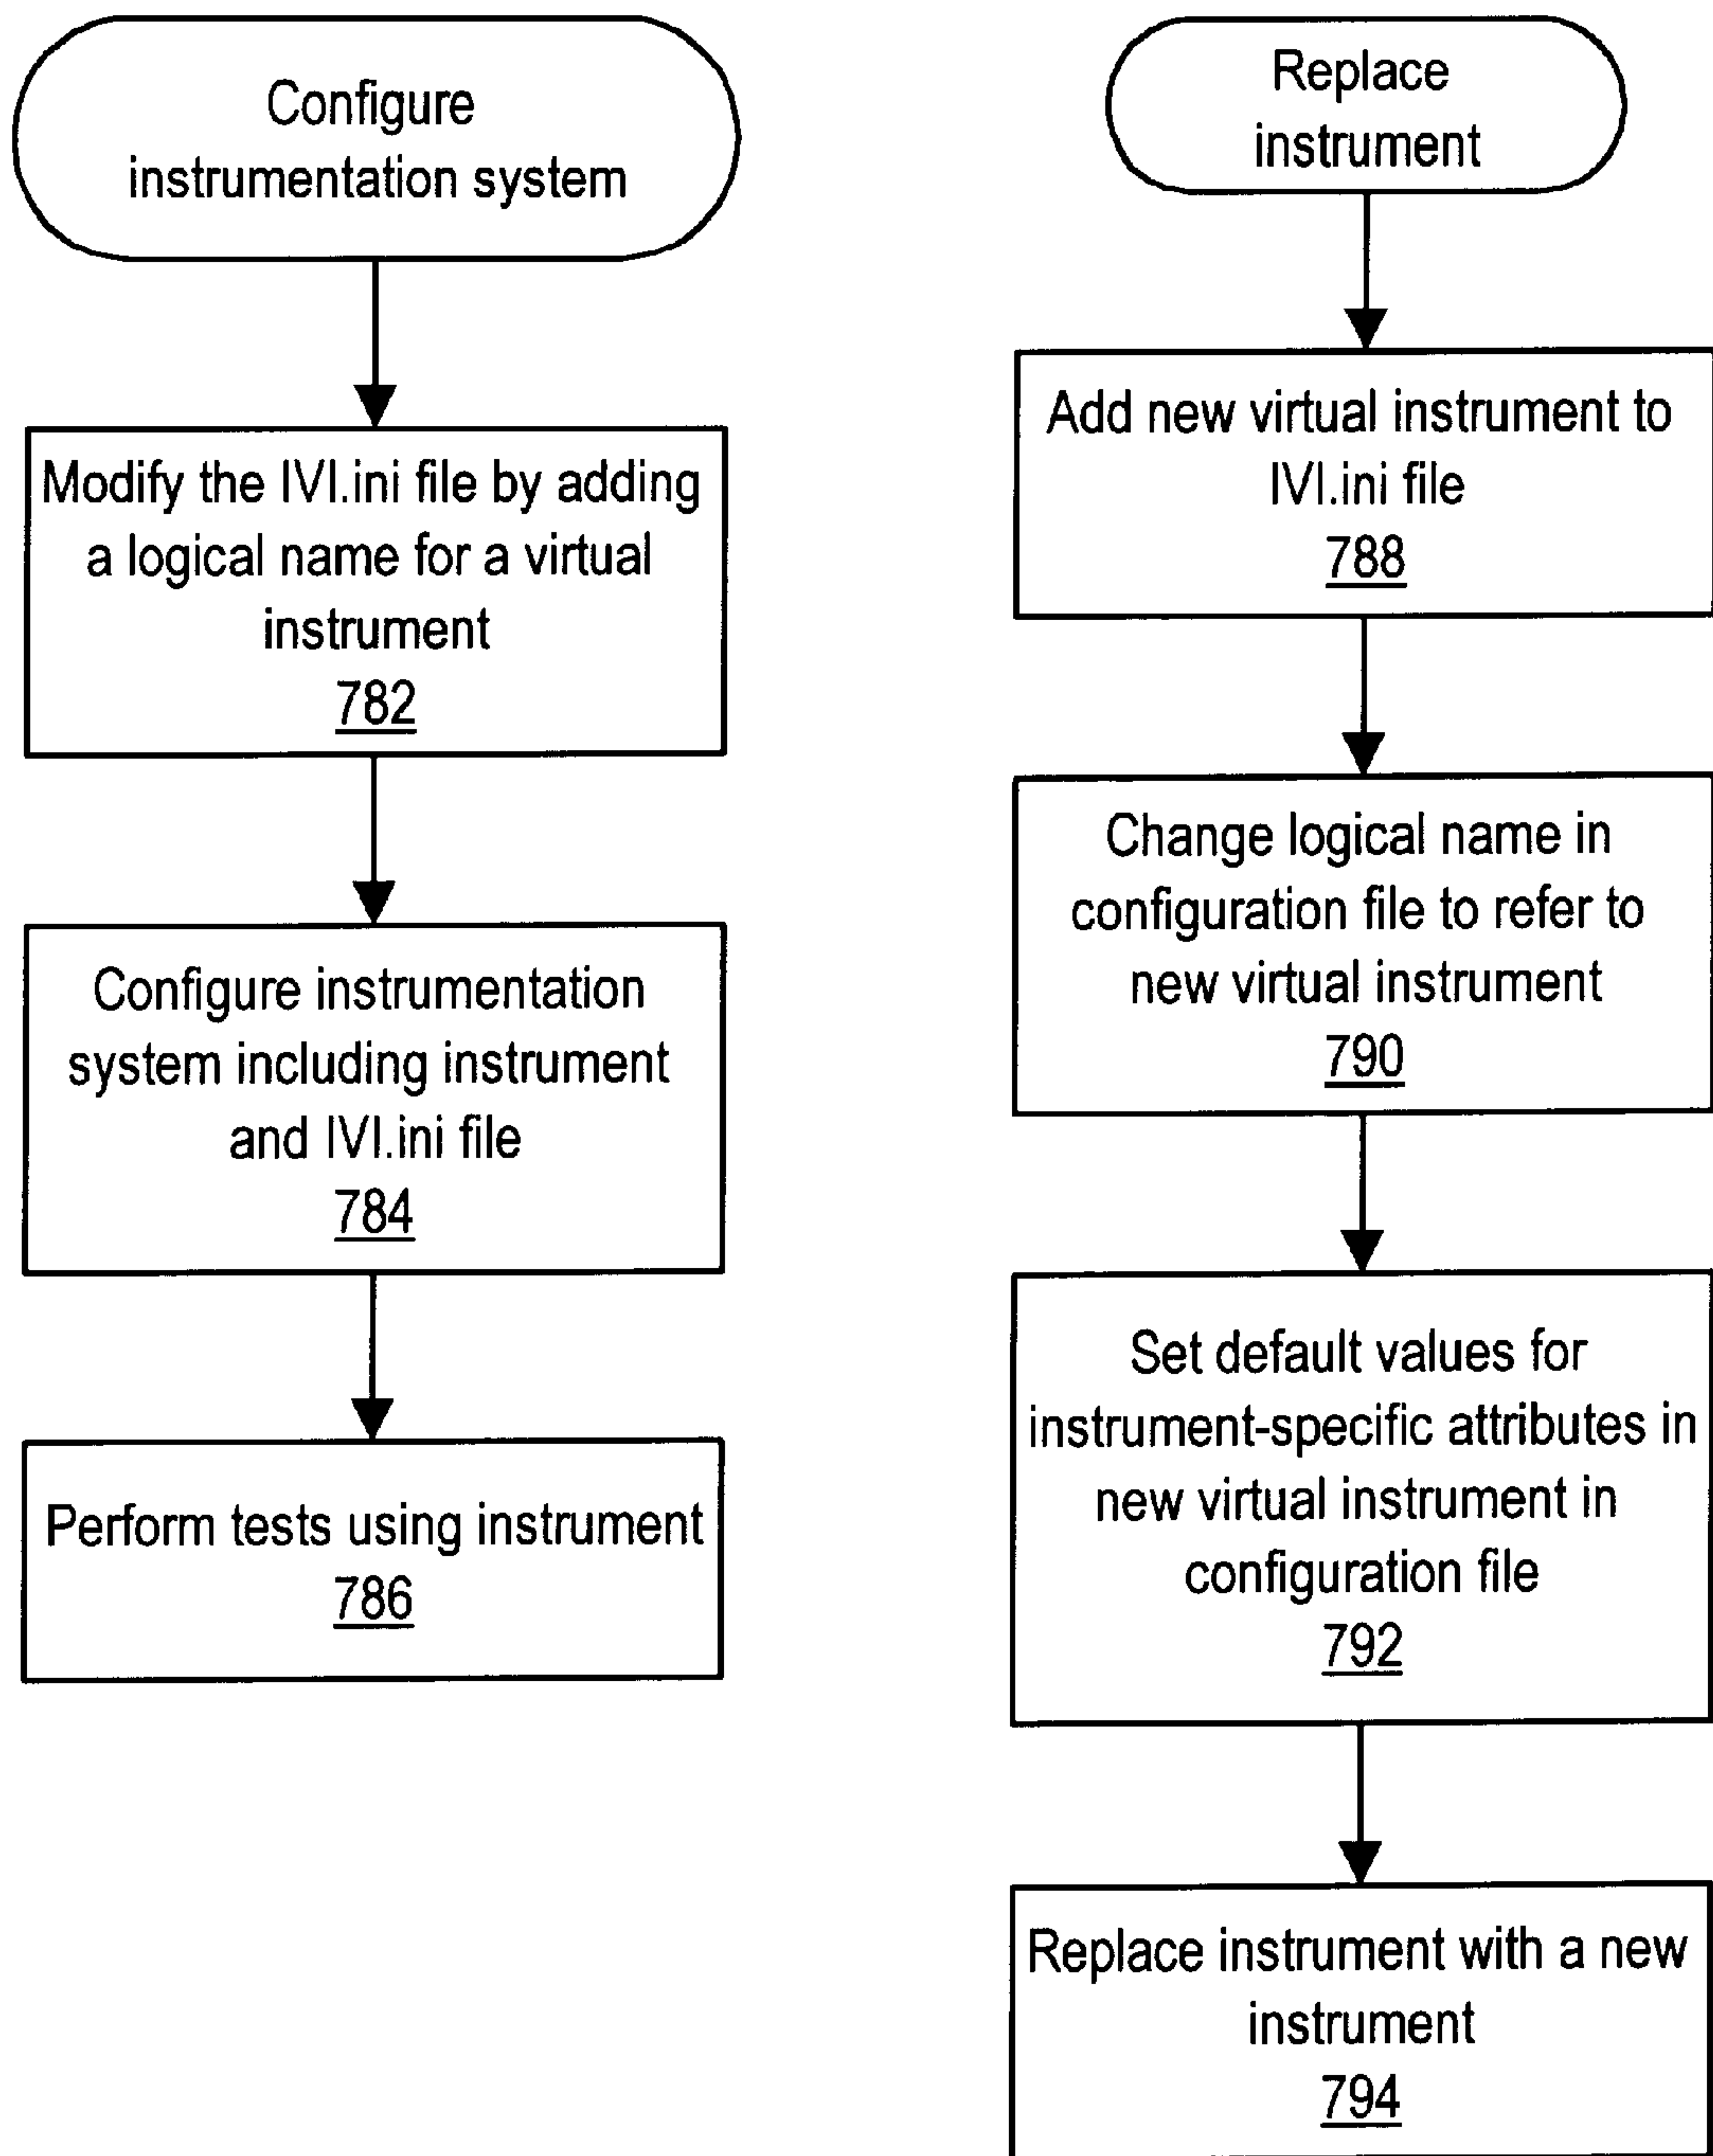 Configure
instrumentation system
Modify the IVI.ini file by adding
a logical name for a virtual
instrument
782
Configure instrumentation
system including instrument
and IVI.ini file
784
Perform tests using instrument
786
Replace
instrument
Add new virtual instrument to
IVI.ini file
788
Change logical name in
configuration file to refer to
new virtual instrument
790
Set default values for
instrument-specific attributes in
new virtual instrument in
configuration file
792
Replace instrument with a new
instrument
794